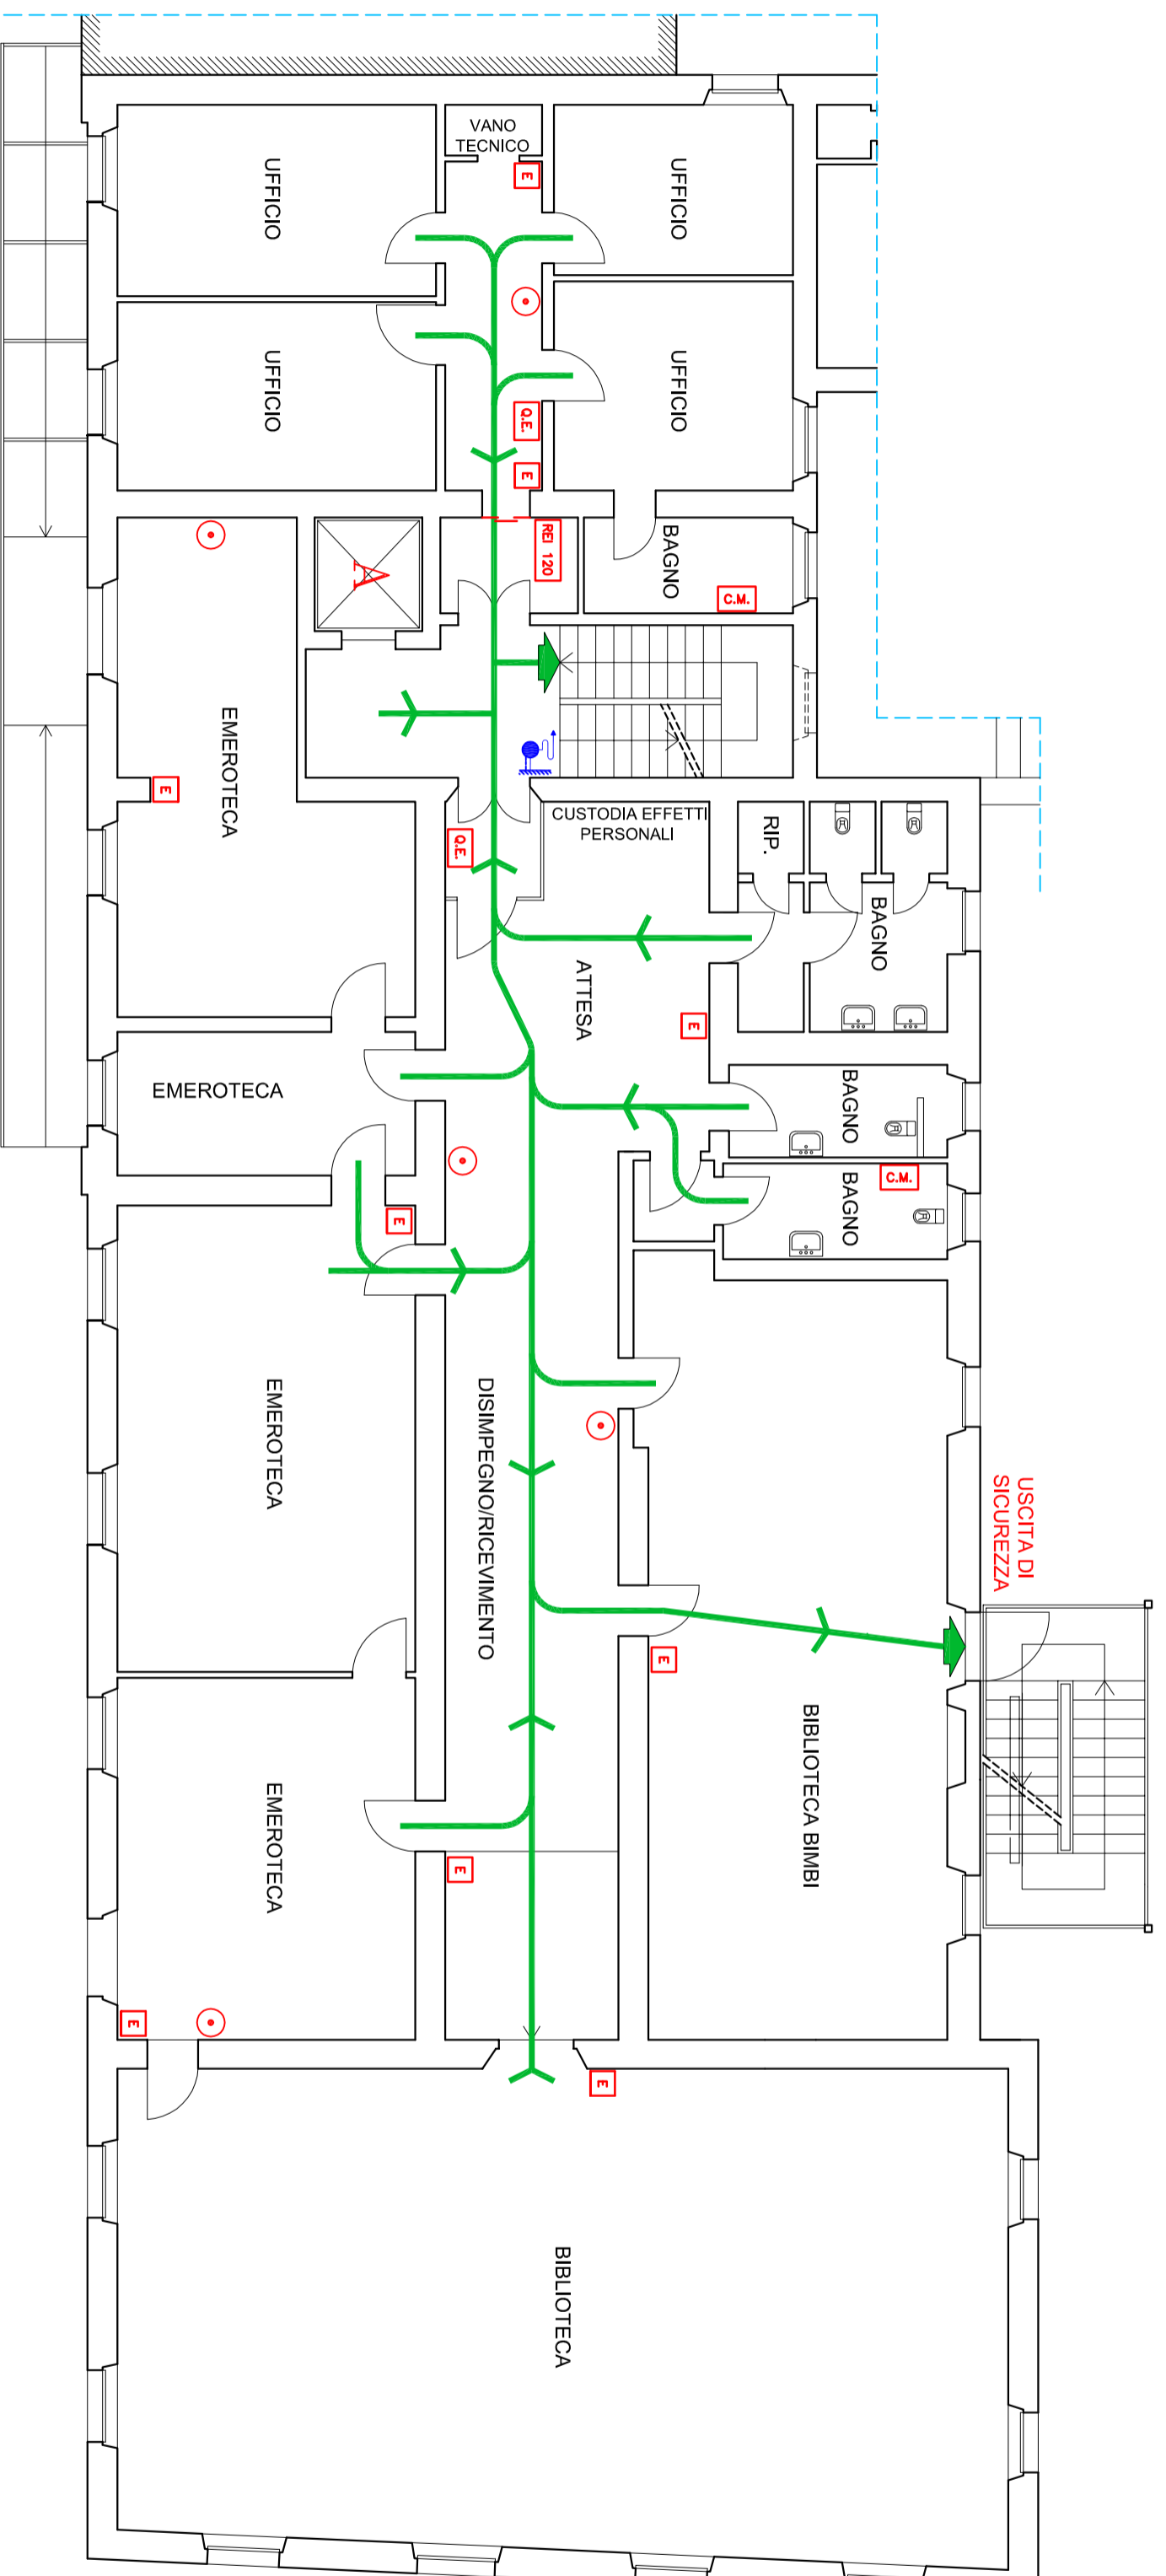 VANO
TECNICO
E
UFFICIO
UFFICIO
UFFICIO
UFFICIO
Q.E.
E
REI 120
BAGNO
C.M.
A
EMEROTECA
E
CUSTODIA EFFETTI
PERSONALI
RIP.
Q.E.
BAGNO
ATTESA
E
EMEROTECA
BAGNO
BAGNO
C.M.
E
EMEROTECA
DISIMPEGNO/RICEVIMENTO
USCITA DI
SICUREZZA
E
BIBLIOTECA BIMBI
EMEROTECA
E
E
E
BIBLIOTECA